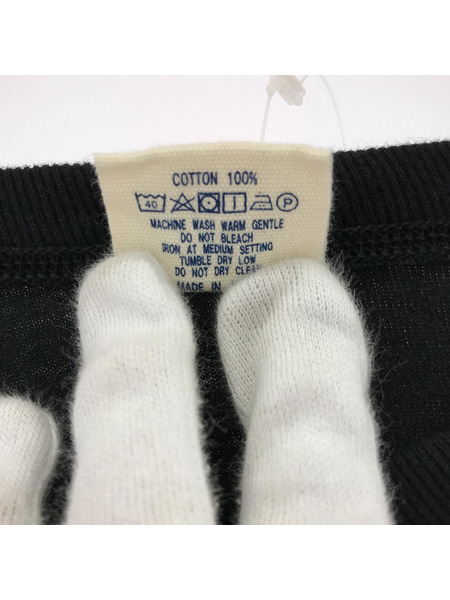 COTTON 100%
40 P
MACHINE WASH WARM GENTLE
DO NOT BLEACH
IRON AT MEDIUM SETTING
TUMBLE DRY LOW
DO NOT DRY CLEAN
MADE IN